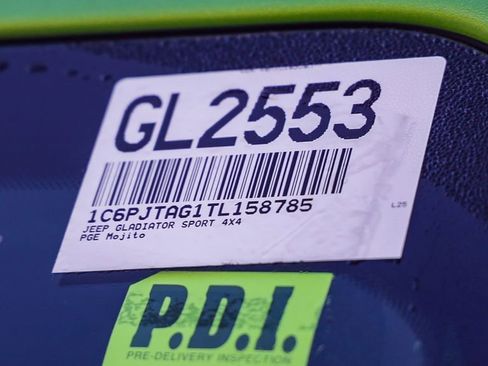 GL2553
1C6PJTAG1TL158785
L25
JEEP GLADIATOR SPORT 4X4
PGE Mojito
P.D.I.
PRE-DELIVERY INSPECTION